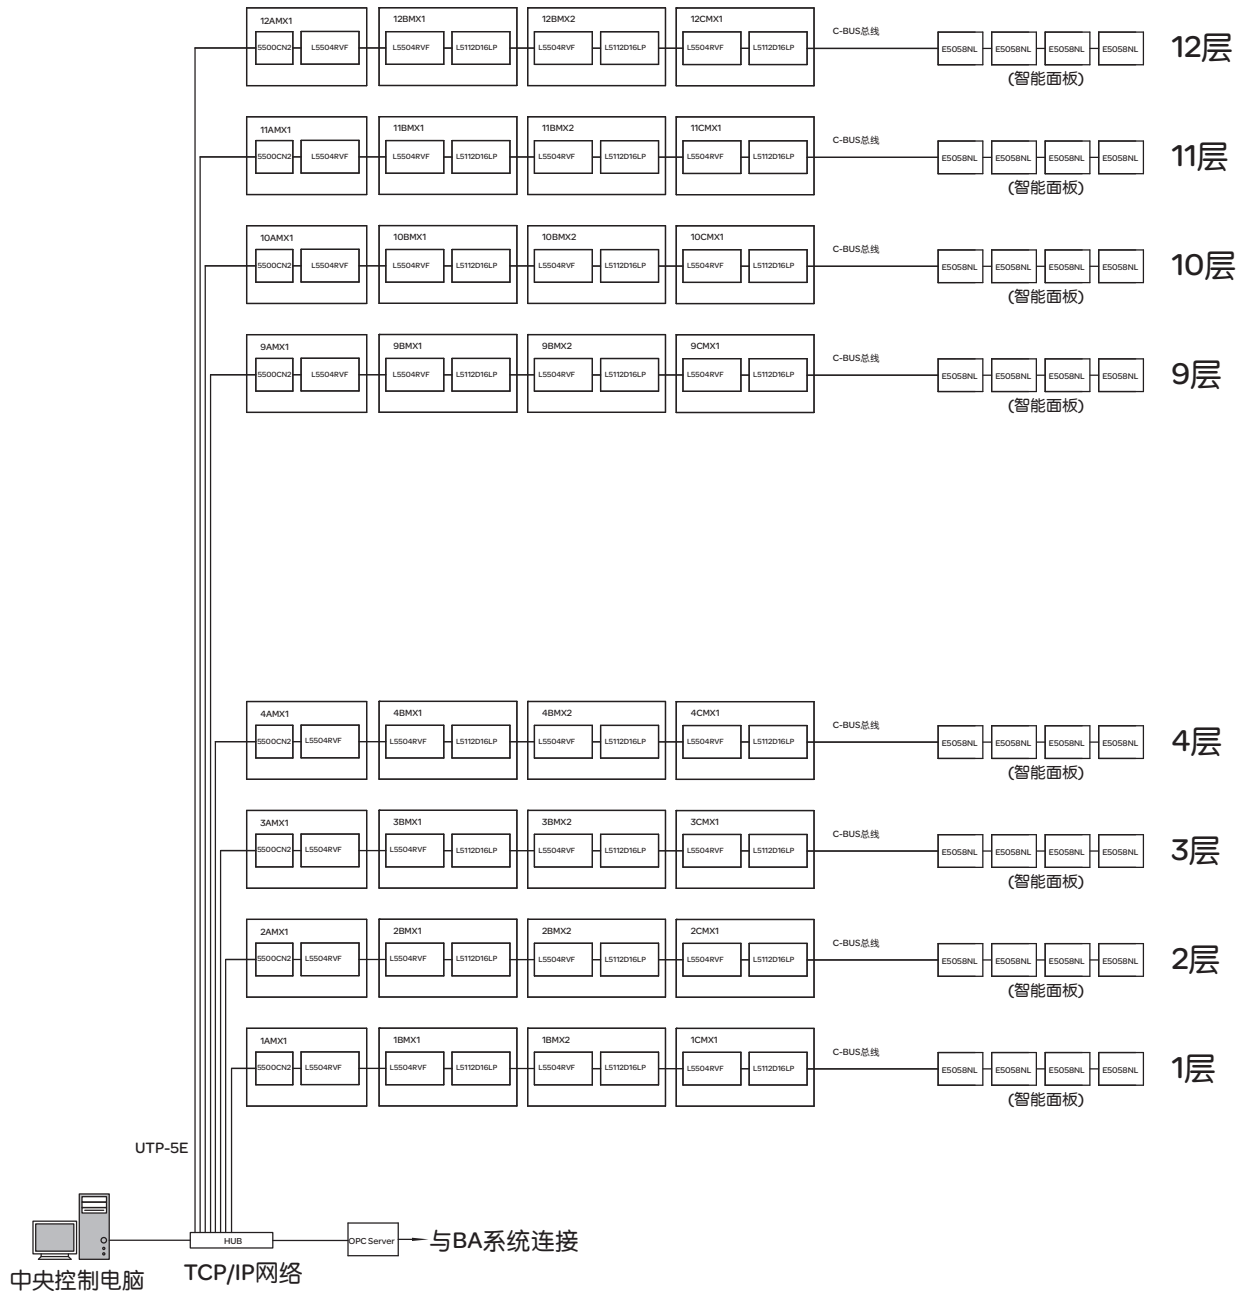 12AMX1 12BMX1 12BMX2 12CMX1
C-BUS总线
5500CN2 L5504RVF L5504RVF L5112D16LP L5504RVF L5112D16LP L5504RVF L5112D16LP E5058NL E5058NL E5058NL E5058NL 12层
(智能面板)
11AMX1 11BMX1 11BMX2 11CMX1
C-BUS总线
5500CN2 L5504RVF L5504RVF L5112D16LP L5504RVF L5112D16LP L5504RVF L5112D16LP E5058NL E5058NL E5058NL E5058NL 11层
(智能面板)
10AMX1 10BMX1 10BMX2 10CMX1
C-BUS总线
5500CN2 L5504RVF L5504RVF L5112D16LP L5504RVF L5112D16LP L5504RVF L5112D16LP E5058NL E5058NL E5058NL E5058NL 10层
(智能面板)
9AMX1 9BMX1 9BMX2 9CMX1
C-BUS总线
5500CN2 L5504RVF L5504RVF L5112D16LP L5504RVF L5112D16LP L5504RVF L5112D16LP E5058NL E5058NL E5058NL E5058NL 9层
(智能面板)
4AMX1 4BMX1 4BMX2 4CMX1
C-BUS总线
5500CN2 L5504RVF L5504RVF L5112D16LP L5504RVF L5112D16LP L5504RVF L5112D16LP E5058NL E5058NL E5058NL E5058NL 4层
(智能面板)
3AMX1 3BMX1 3BMX2 3CMX1
C-BUS总线
5500CN2 L5504RVF L5504RVF L5112D16LP L5504RVF L5112D16LP L5504RVF L5112D16LP E5058NL E5058NL E5058NL E5058NL 3层
(智能面板)
2AMX1 2BMX1 2BMX2 2CMX1
C-BUS总线
5500CN2 L5504RVF L5504RVF L5112D16LP L5504RVF L5112D16LP L5504RVF L5112D16LP E5058NL E5058NL E5058NL E5058NL 2层
(智能面板)
1AMX1 1BMX1 1BMX2 1CMX1
C-BUS总线
5500CN2 L5504RVF L5504RVF L5112D16LP L5504RVF L5112D16LP L5504RVF L5112D16LP E5058NL E5058NL E5058NL E5058NL 1层
(智能面板)
UTP-5E
HUB OPC Server 与BA系统连接
中央控制电脑 TCP/IP网络